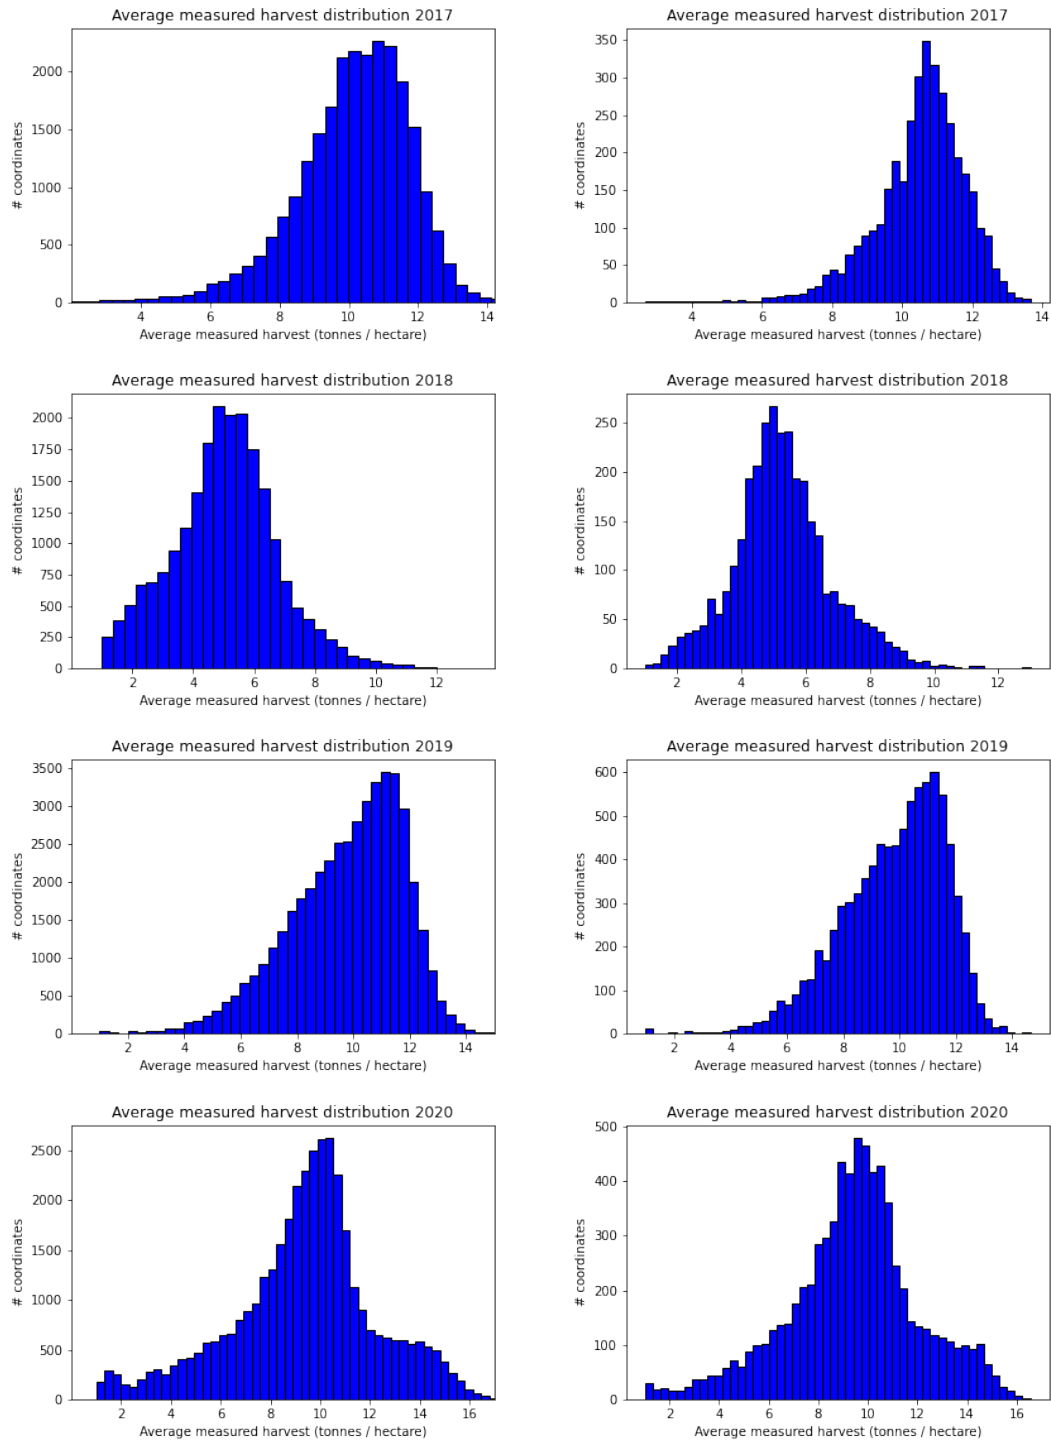 Average measured harvest distribution 2017
# coordinates
2000
1500
1000
500
0
4 6 8 10 12 14
Average measured harvest (tonnes / hectare)
Average measured harvest distribution 2017
# coordinates
350
300
250
200
150
100
50
0
4 6 8 10 12 14
Average measured harvest (tonnes / hectare)
Average measured harvest distribution 2018
# coordinates
2000
1750
1500
1250
1000
750
500
250
0
2 4 6 8 10 12
Average measured harvest (tonnes / hectare)
Average measured harvest distribution 2018
# coordinates
250
200
150
100
50
0
2 4 6 8 10 12
Average measured harvest (tonnes / hectare)
Average measured harvest distribution 2019
# coordinates
3500
3000
2500
2000
1500
1000
500
0
2 4 6 8 10 12 14
Average measured harvest (tonnes / hectare)
Average measured harvest distribution 2019
# coordinates
600
500
400
300
200
100
0
2 4 6 8 10 12 14
Average measured harvest (tonnes / hectare)
Average measured harvest distribution 2020
# coordinates
2500
2000
1500
1000
500
0
2 4 6 8 10 12 14 16
Average measured harvest (tonnes / hectare)
Average measured harvest distribution 2020
# coordinates
500
400
300
200
100
0
2 4 6 8 10 12 14 16
Average measured harvest (tonnes / hectare)